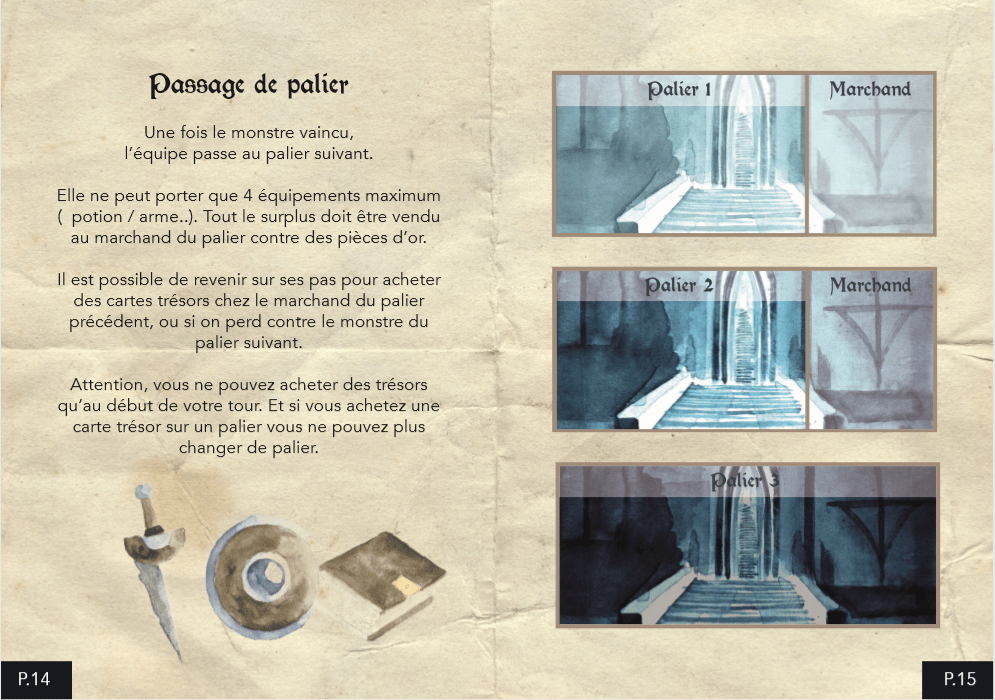 Passage de palier
Une fois le monstre vaincu,
l'équipe passe au palier suivant.
Elle ne peut porter que 4 équipements maximum
( potion / arme..). Tout le surplus doit être vendu
au marchand du palier contre des pièces d'or.
Il est possible de revenir sur ses pas pour acheter
des cartes trésors chez le marchand du palier
précédent, ou si on perd contre le monstre du
palier suivant.
Attention, vous ne pouvez acheter des trésors
qu'au début de votre tour. Et si vous achetez une
carte trésor sur un palier vous ne pouvez plus
changer de palier.
P.14
Palier 1
Marchand
Palier 2
Marchand
Palier 3
P.15